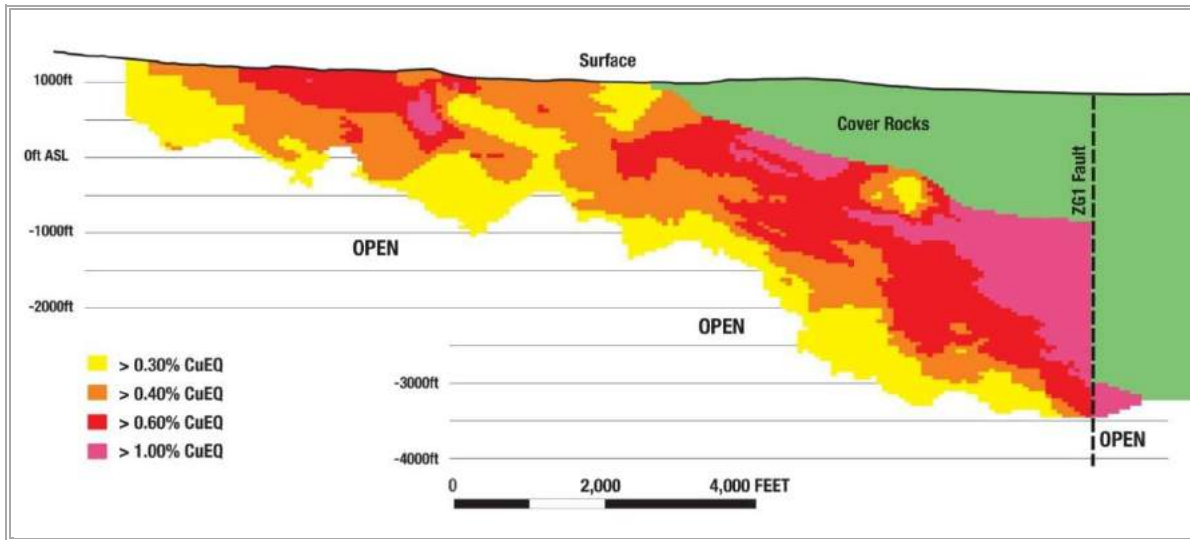 Surface
1000ft
Cover Rocks
0ft ASL
ZG1 Fault
-1000ft
OPEN
-2000ft
OPEN
> 0.30% CuEQ
> 0.40% CuEQ
> 0.60% CuEQ
> 1.00% CuEQ
-3000ft
OPEN
-4000ft
0 2,000 4,000 FEET